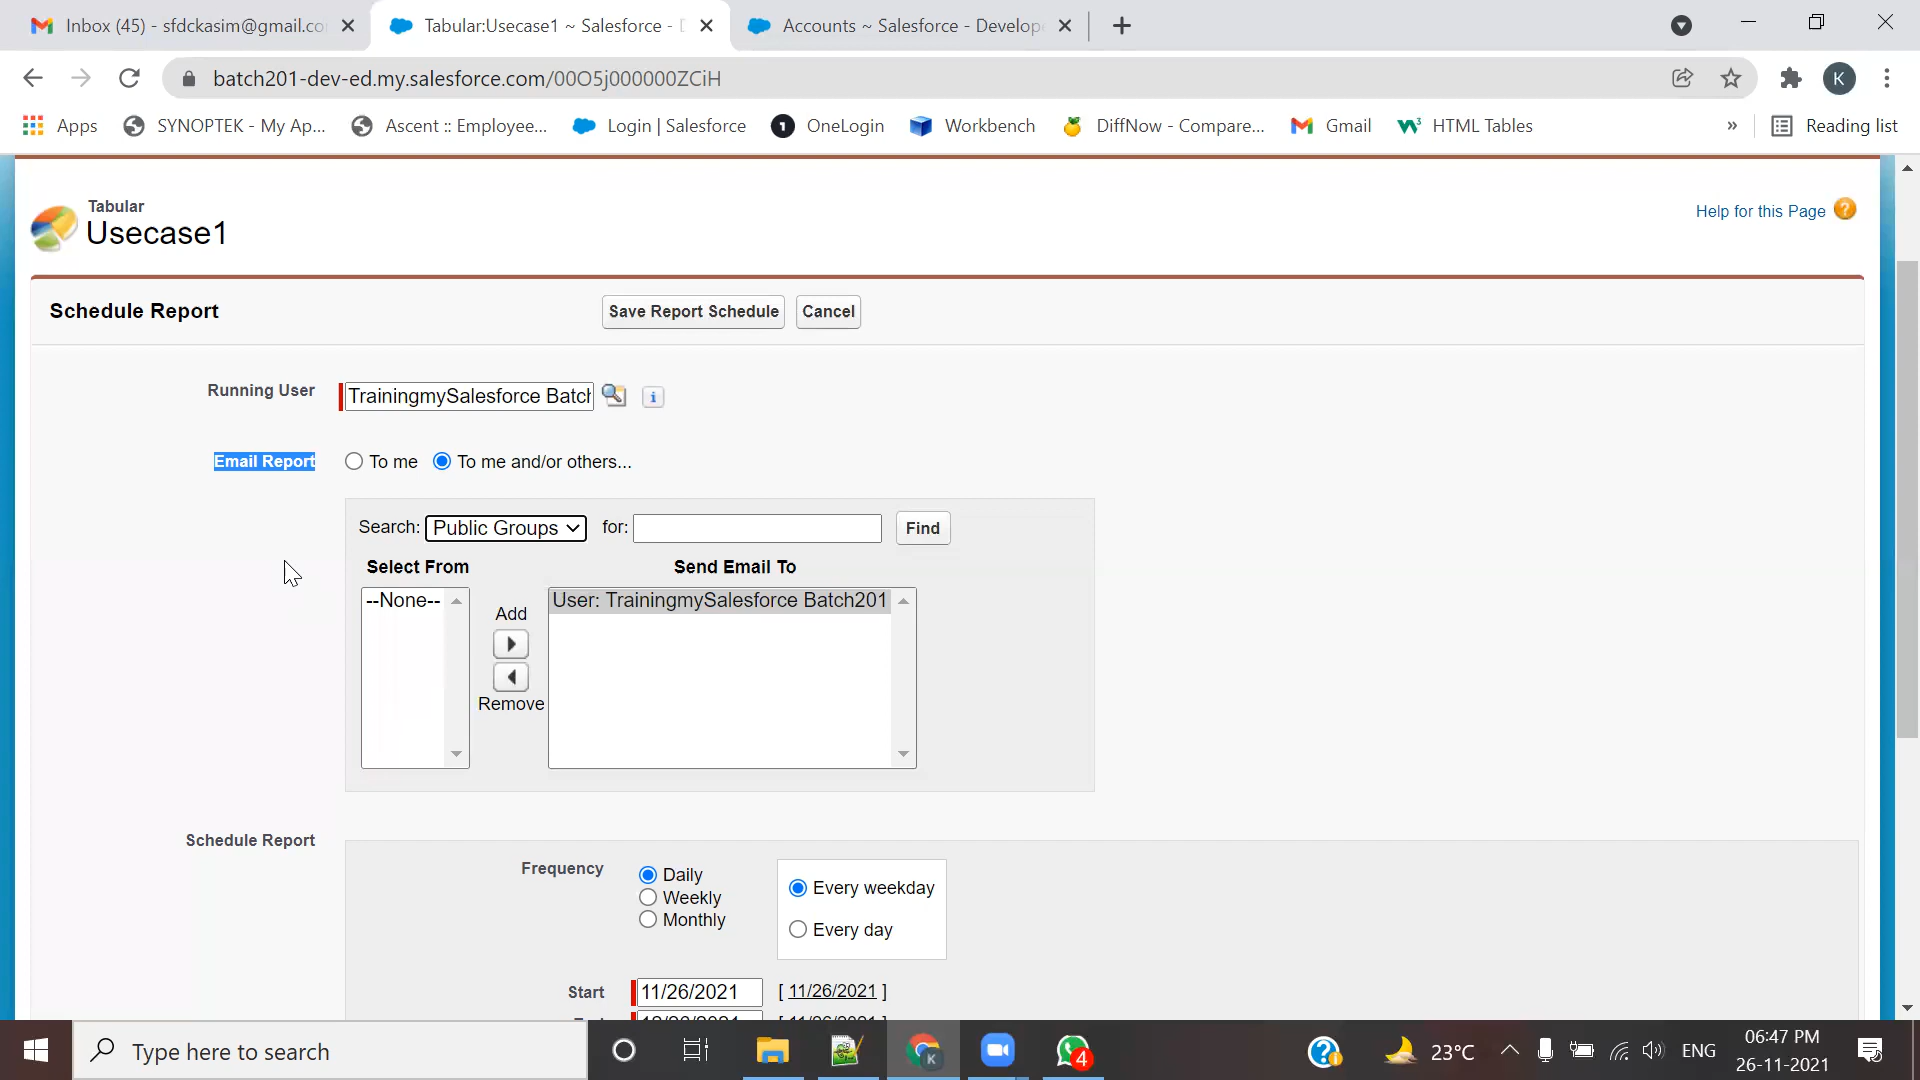 Inbox (45) - sfdckasim@gmail.co
Tabular:Usecase1 ~ Salesforce - D
Accounts ~ Salesforce - Develop
batch201-dev-ed.my.salesforce.com/00O5j000000ZCiH
K
Apps
SYNOPTEK - My Ap...
Ascent :: Employee...
Login | Salesforce
1
OneLogin
Workbench
DiffNow - Compare...
Gmail
HTML Tables
»
Reading list
Tabular
Usecase1
Help for this Page ?
Schedule Report
Save Report Schedule
Cancel
Running User
TrainingmySalesforce Batch
Email Report
To me
To me and/or others...
Search:
Public Groups
for:
Find
Select From
Send Email To
--None--
Add
User: TrainingmySalesforce Batch201
Remove
Schedule Report
Frequency
Daily
Weekly
Monthly
Every weekday
Every day
Start
11/26/2021
[ 11/26/2021 ]
Type here to search
K
4
23°C
ENG
06:47 PM
26-11-2021